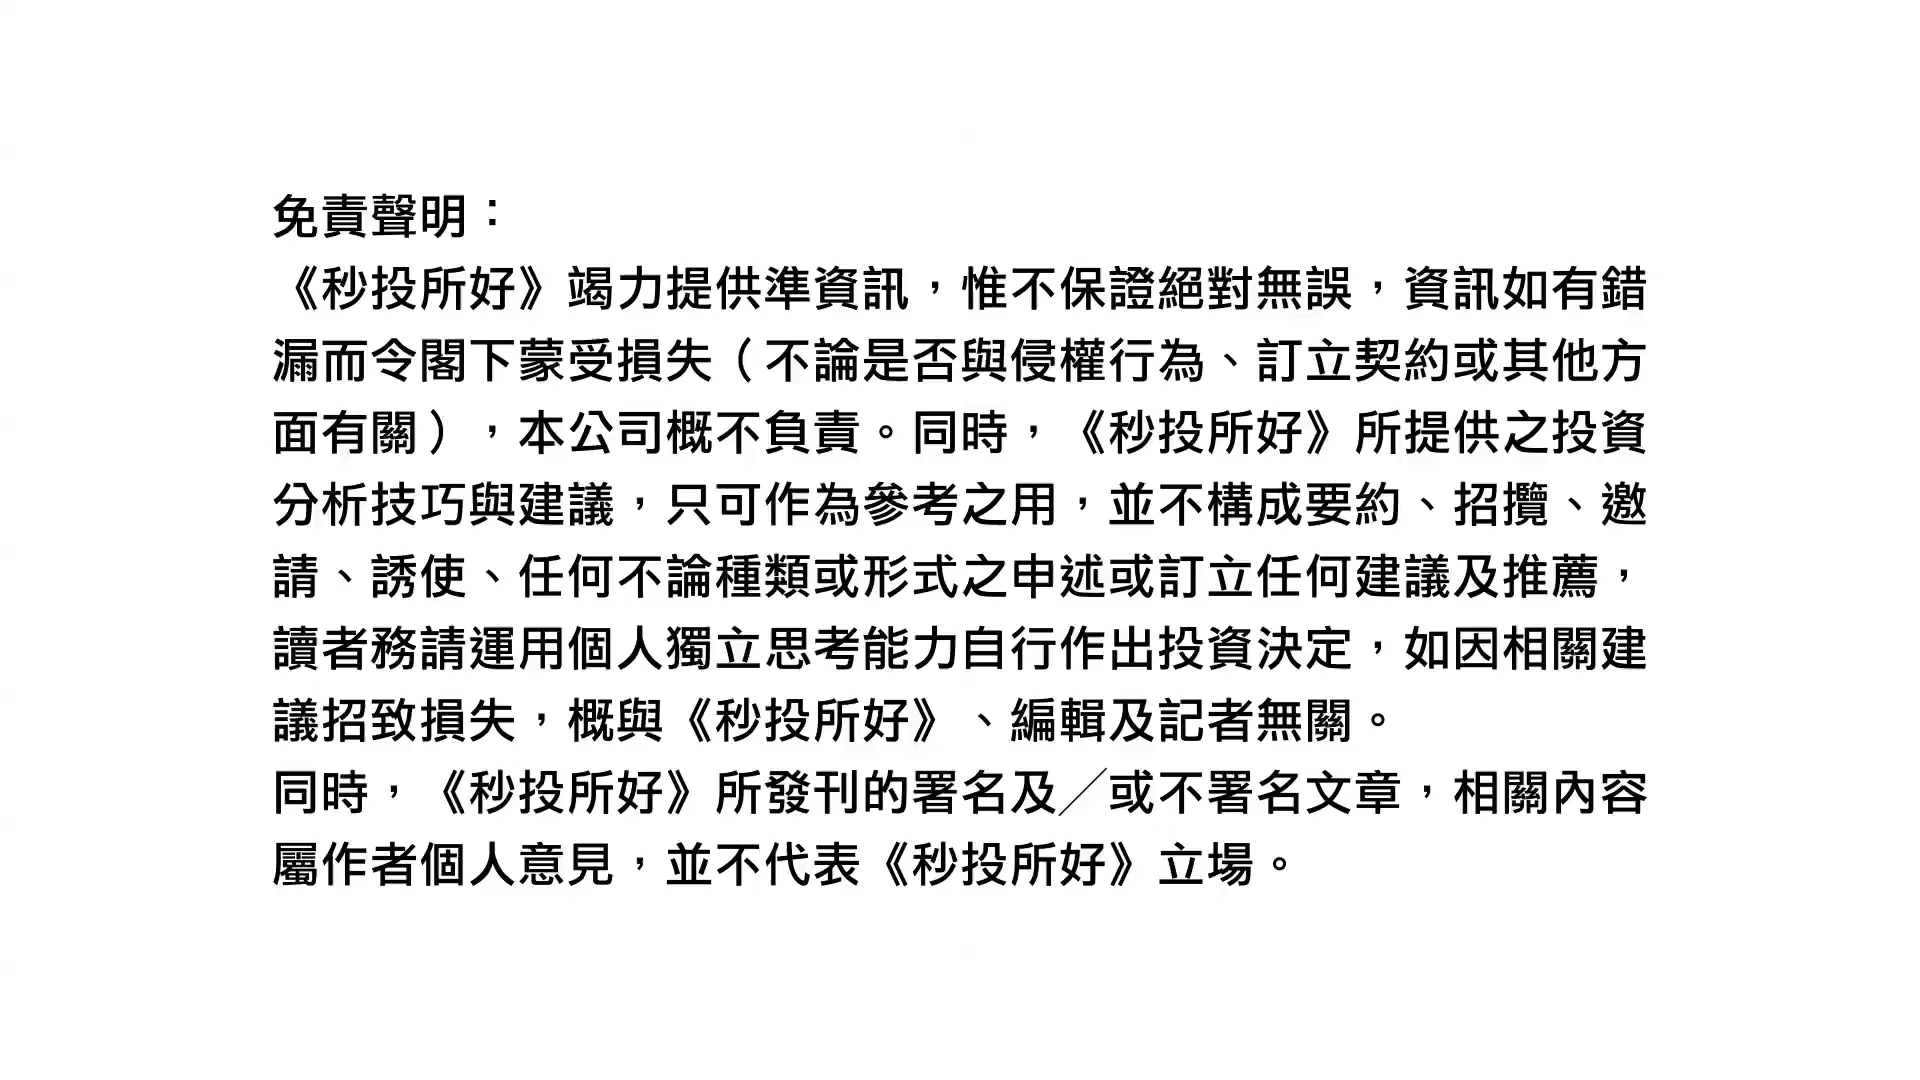 免責聲明：
《秒投所好》竭力提供準資訊，惟不保證絕對無誤，資訊如有錯
漏而令閣下蒙受損失（不論是否與侵權行為、訂立契約或其他方
面有關），本公司概不負責。同時，《秒投所好》所提供之投資
分析技巧與建議，只可作為參考之用，並不構成要約、招攬、邀
請、誘使、任何不論種類或形式之申述或訂立任何建議及推薦，
讀者務請運用個人獨立思考能力自行作出投資決定，如因相關建
議招致損失，概與《秒投所好》、編輯及記者無關。
同時，《秒投所好》所發刊的署名及╱或不署名文章，相關內容
屬作者個人意見，並不代表《秒投所好》立場。